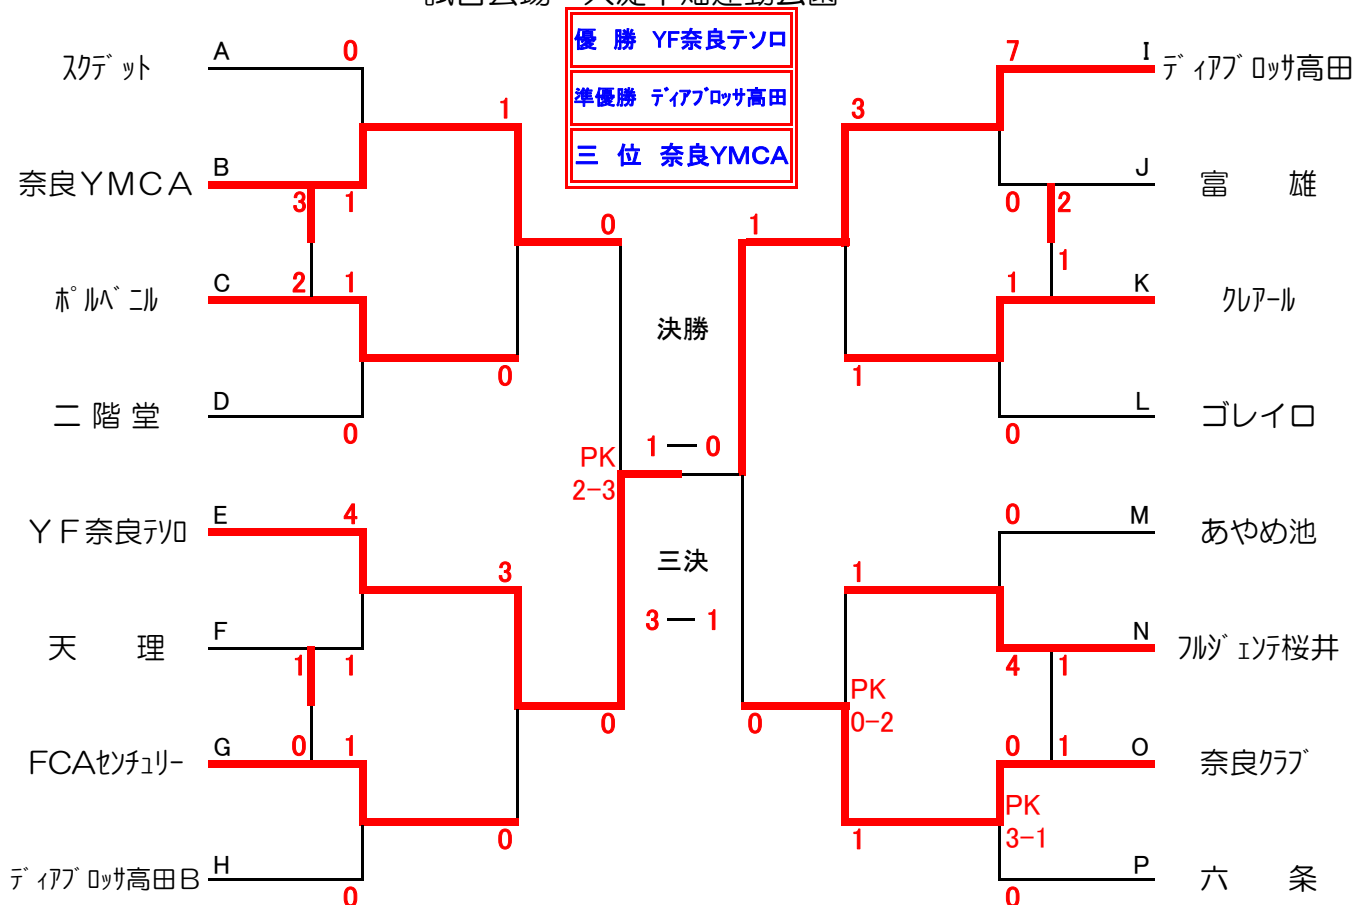 優 勝 YF奈良テソロ
準優勝 ディアブロッサ高田
三 位 奈良YMCA
スクデット A 0
奈良YMCA B 3 1
1
ポルベニル C 2 1
0
二階堂 D 0
0
YF奈良テソロ E 4
3
天 理 F 1 1
FCAセンチュリー G 0 1
0
ディアブロッサ高田B H 0
0
PK
2-3
決勝
1 — 0
三決
3 — 1
7 I ディアブロッサ高田
3
0 2 J 富 雄
1
1 1 K クレアール
1
0 L ゴレイロ
0 M あやめ池
1
4 1 N フルジェンテ桜井
PK
0-2
0
0 1 O 奈良クラブ
PK
3-1
1
0 P 六 条